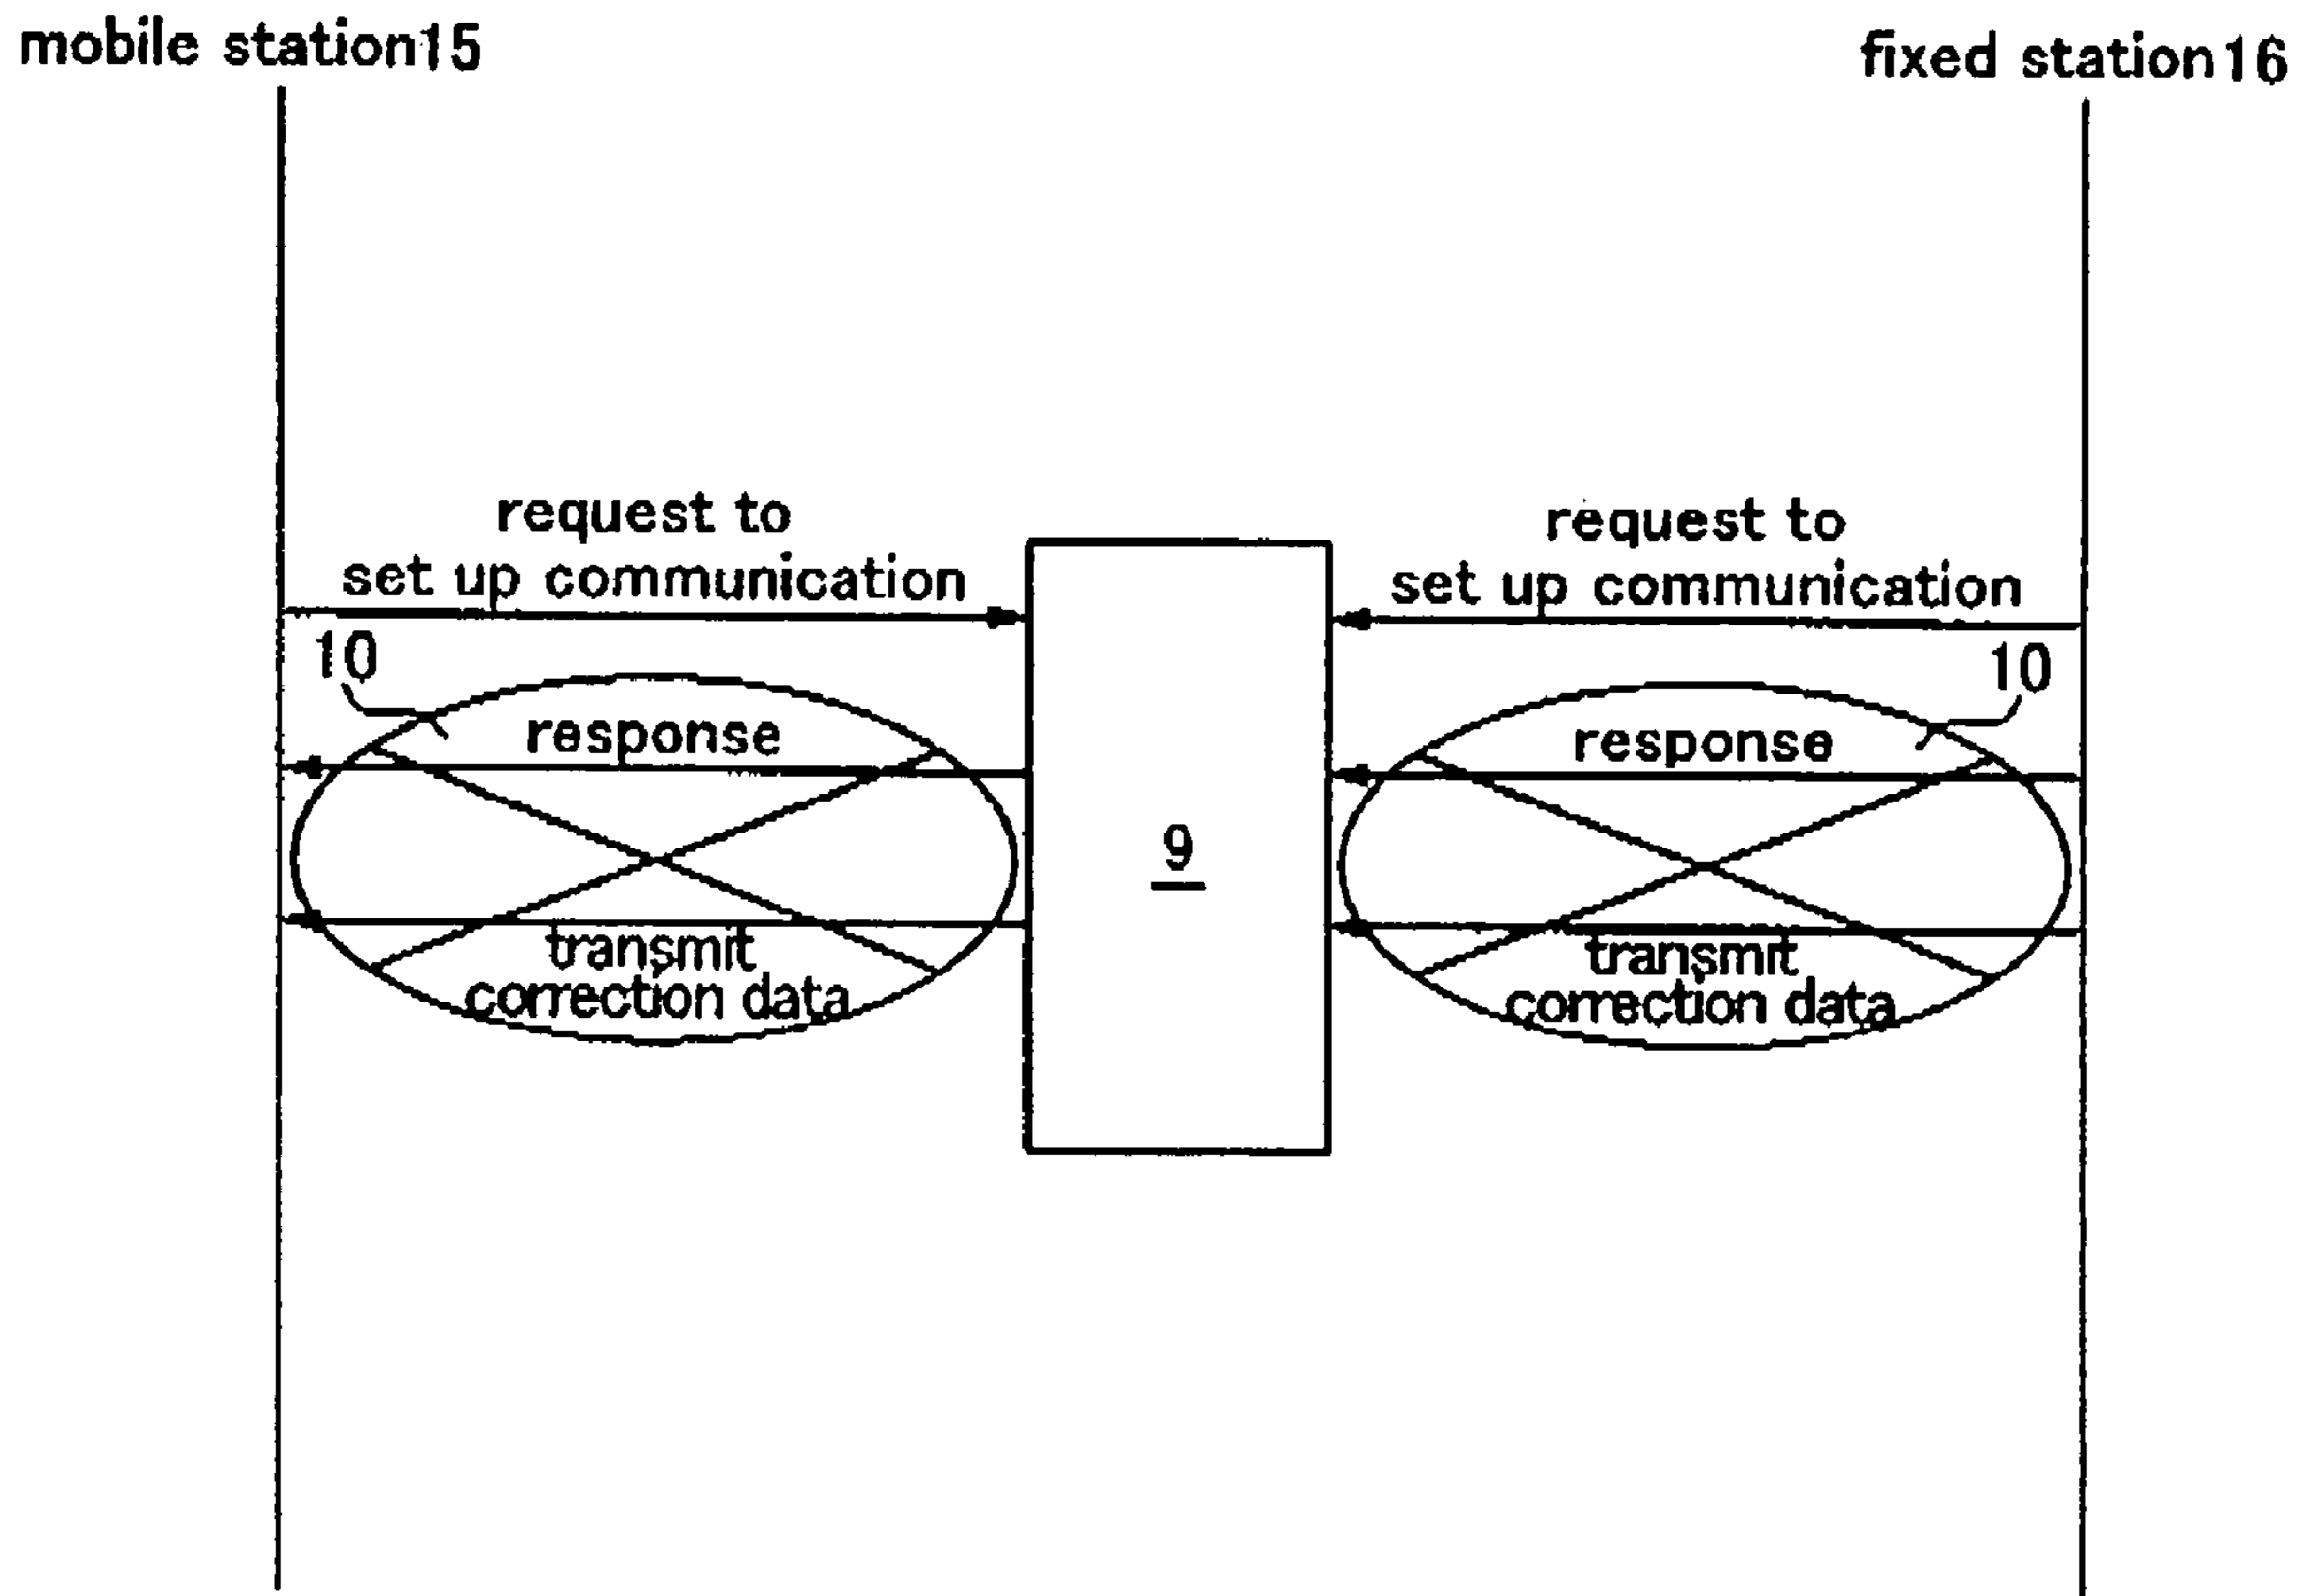 mobile station15
fixed station16
request to
set up communication
request to
set up communication
10
10
response
response
9
transmit
correction data
transmit
correction data